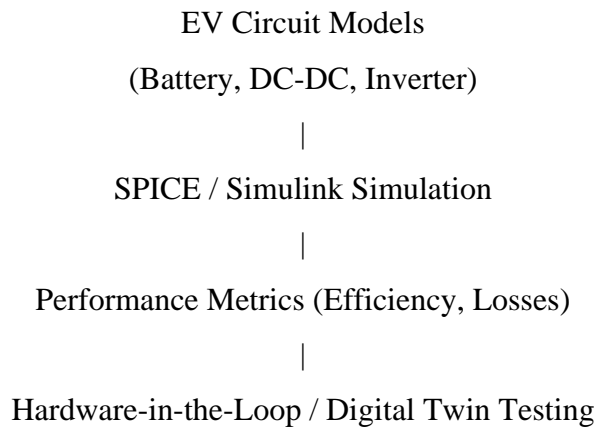 EV Circuit Models
(Battery, DC-DC, Inverter)
|
SPICE / Simulink Simulation
|
Performance Metrics (Efficiency, Losses)
|
Hardware-in-the-Loop / Digital Twin Testing